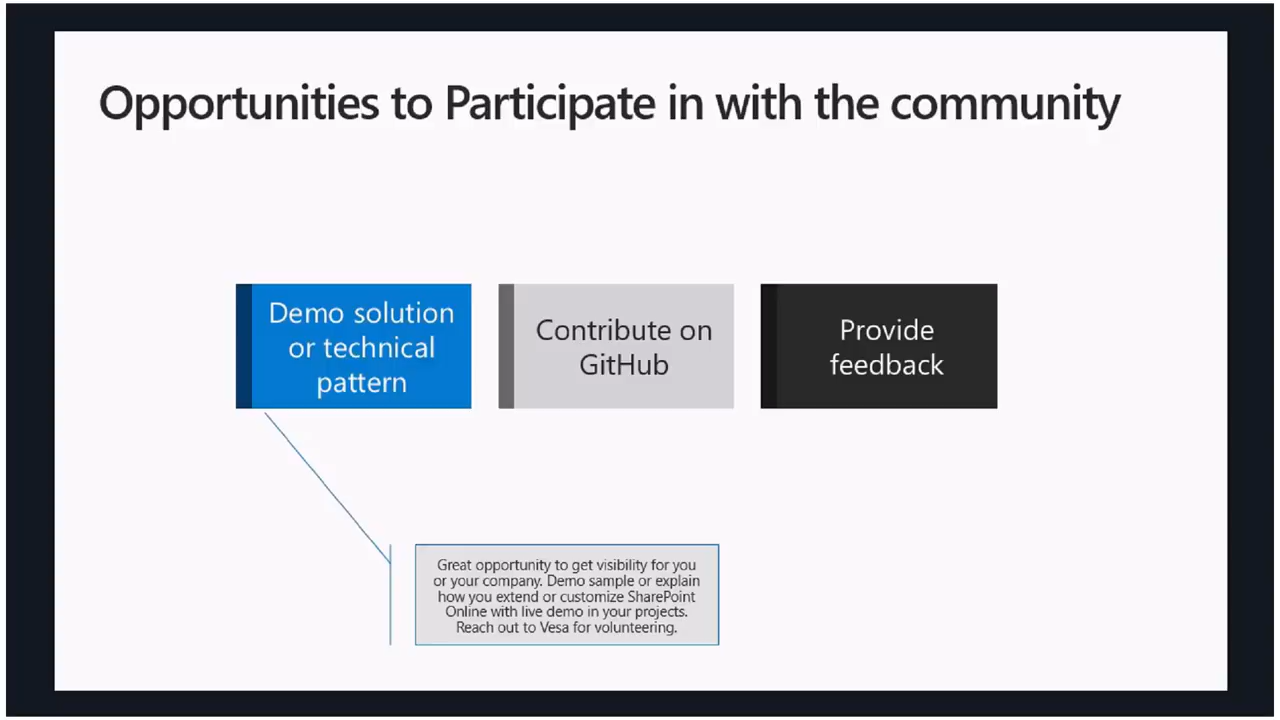 Opportunities to Participate in with the community
Demo solution
or technical
pattern
Contribute on
GitHub
Provide
feedback
Great opportunity to get visibility for you
or your company. Demo sample or explain
how you extend or customize SharePoint
Online with live demo in your projects.
Reach out to Vesa for volunteering.